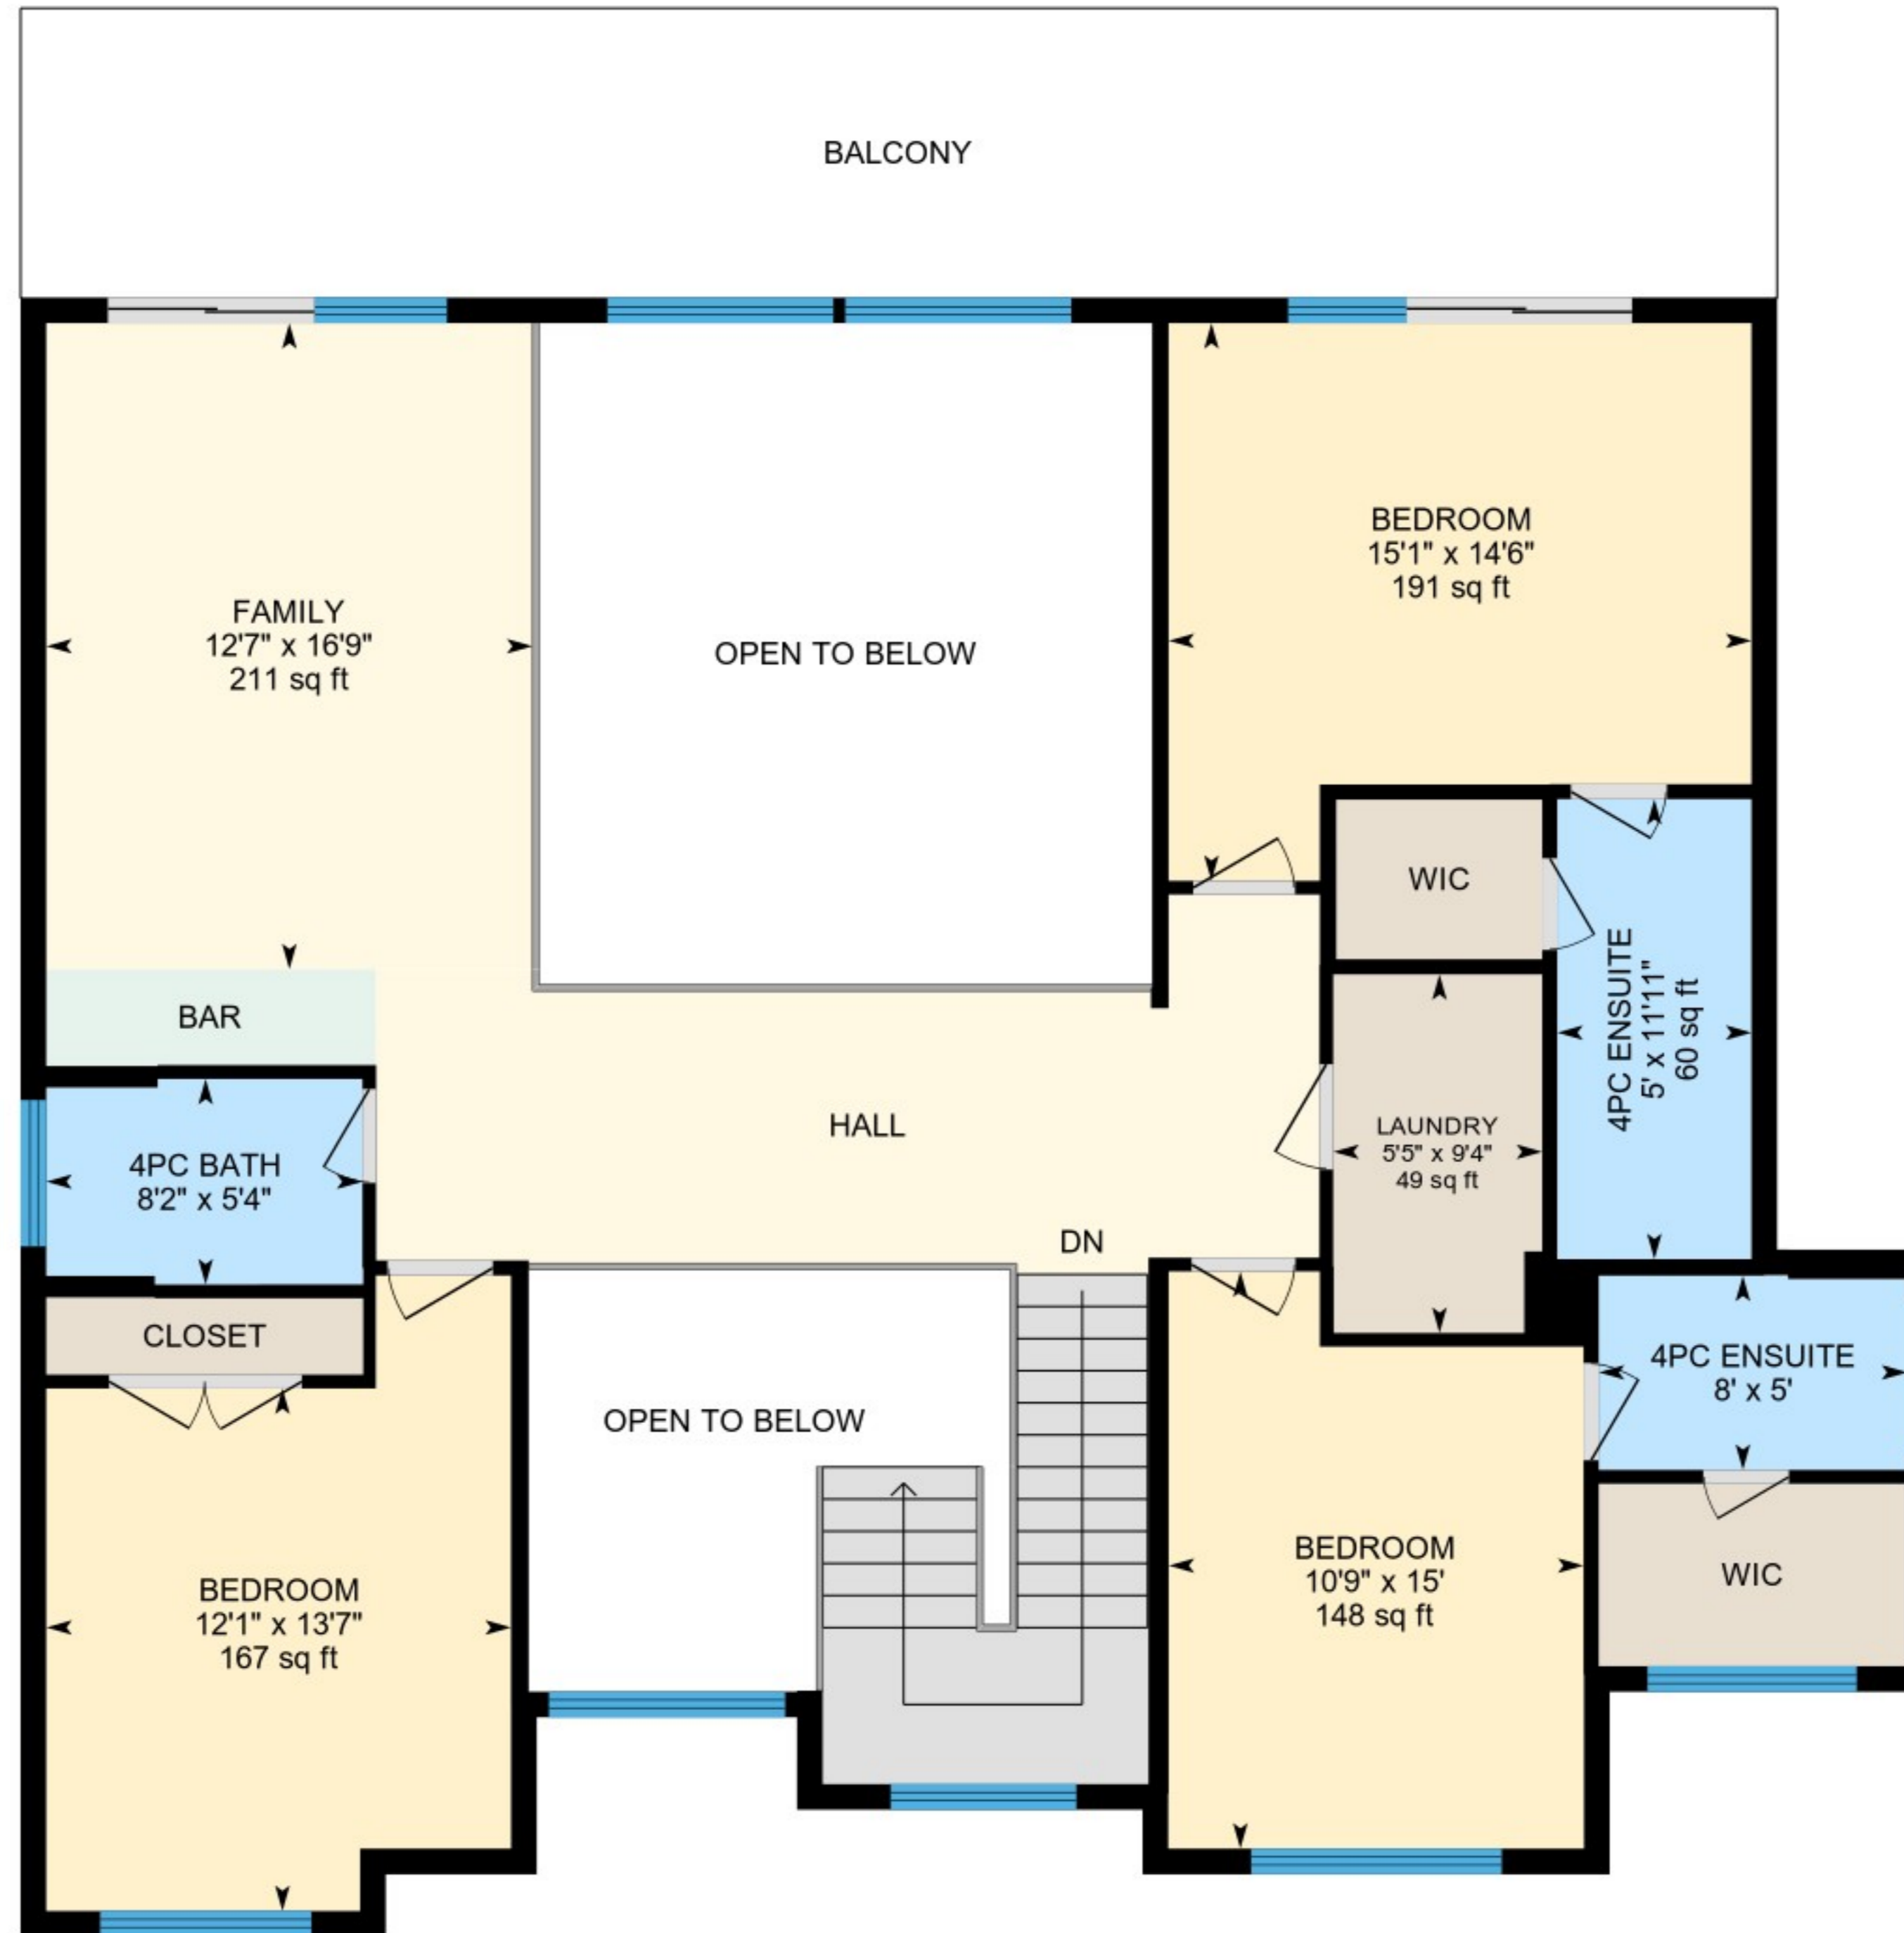 BALCONY
BEDROOM
15'1" x 14'6"
191 sq ft
FAMILY
12'7" x 16'9"
211 sq ft
OPEN TO BELOW
WIC
4PC ENSUITE
5' x 11'11"
60 sq ft
BAR
HALL
LAUNDRY
5'5" x 9'4"
49 sq ft
4PC BATH
8'2" x 5'4"
DN
CLOSET
4PC ENSUITE
8' x 5'
OPEN TO BELOW
BEDROOM
10'9" x 15'
148 sq ft
WIC
BEDROOM
12'1" x 13'7"
167 sq ft